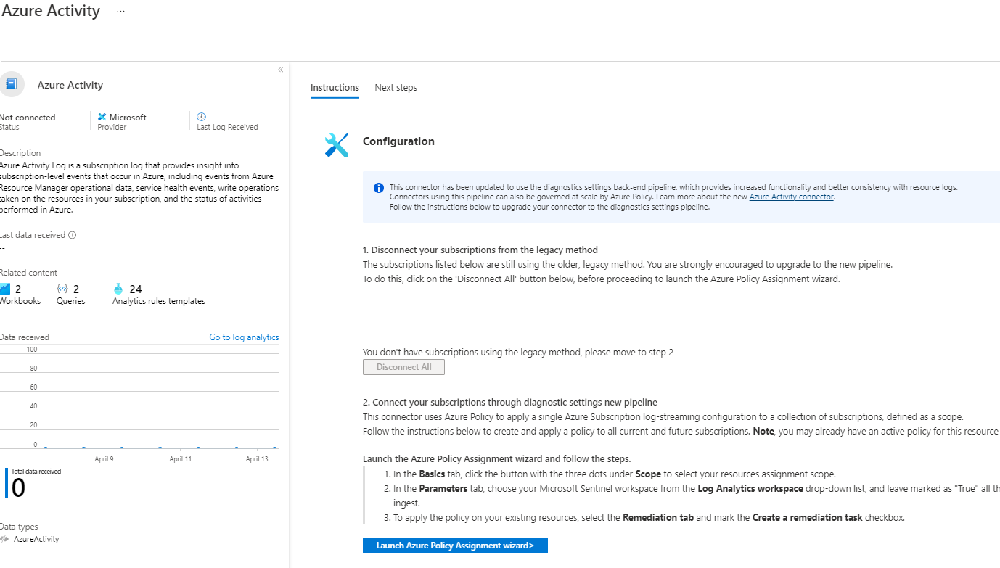 Azure Activity ...
«
Azure Activity
Not connected
Status
Microsoft
Provider
--
Last Log Received
Description
Azure Activity Log is a subscription log that provides insight into
subscription-level events that occur in Azure, including events from Azure
Resource Manager operational data, service health events, write operations
taken on the resources in your subscription, and the status of activities
performed in Azure.
Last data received
--
Related content
2
Workbooks
2
Queries
24
Analytics rules templates
Data received
Go to log analytics
100
80
60
40
20
0
April 9
April 11
April 13
Total data received
0
Data types
AzureActivity --
Instructions
Next steps
Configuration
This connector has been updated to use the diagnostics settings back-end pipeline. which provides increased functionality and better consistency with resource logs.
Connectors using this pipeline can also be governed at scale by Azure Policy. Learn more about the new Azure Activity connector.
Follow the instructions below to upgrade your connector to the diagnostics settings pipeline.
1. Disconnect your subscriptions from the legacy method
The subscriptions listed below are still using the older, legacy method. You are strongly encouraged to upgrade to the new pipeline.
To do this, click on the 'Disconnect All' button below, before proceeding to launch the Azure Policy Assignment wizard.
You don't have subscriptions using the legacy method, please move to step 2
Disconnect All
2. Connect your subscriptions through diagnostic settings new pipeline
This connector uses Azure Policy to apply a single Azure Subscription log-streaming configuration to a collection of subscriptions, defined as a scope.
Follow the instructions below to create and apply a policy to all current and future subscriptions. Note, you may already have an active policy for this resource
Launch the Azure Policy Assignment wizard and follow the steps.
1. In the Basics tab, click the button with the three dots under Scope to select your resources assignment scope.
2. In the Parameters tab, choose your Microsoft Sentinel workspace from the Log Analytics workspace drop-down list, and leave marked as "True" all th
ingest.
3. To apply the policy on your existing resources, select the Remediation tab and mark the Create a remediation task checkbox.
Launch Azure Policy Assignment wizard>